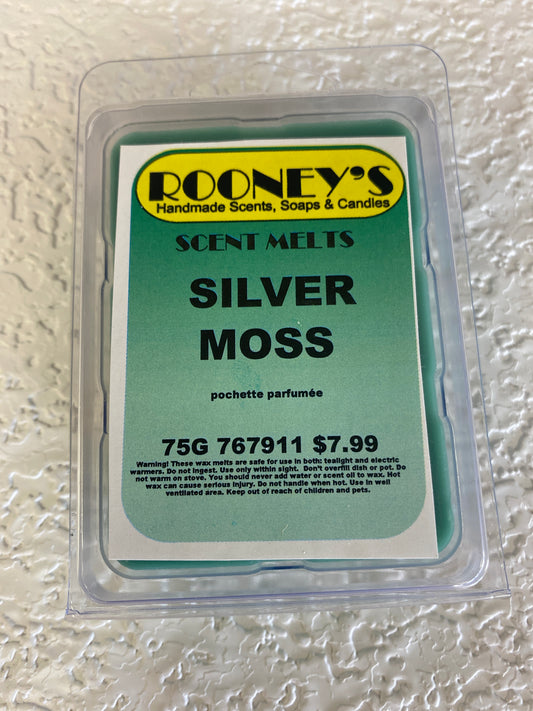 ROONEY'S
Handmade Scents, Soaps & Candles
SCENT MELTS
SILVER
MOSS
pochette parfumée
75G 767911 $7.99
Warning! These wax melts are safe for use in both: tealight and electric
warmers. Do not ingest. Use only within sight. Don't overfill dish or pot. Do
not warm on stove. You should never add water or scent oil to wax. Hot
wax can cause serious injury. Do not handle when hot. Use in well
ventilated area. Keep out of reach of children and pets.